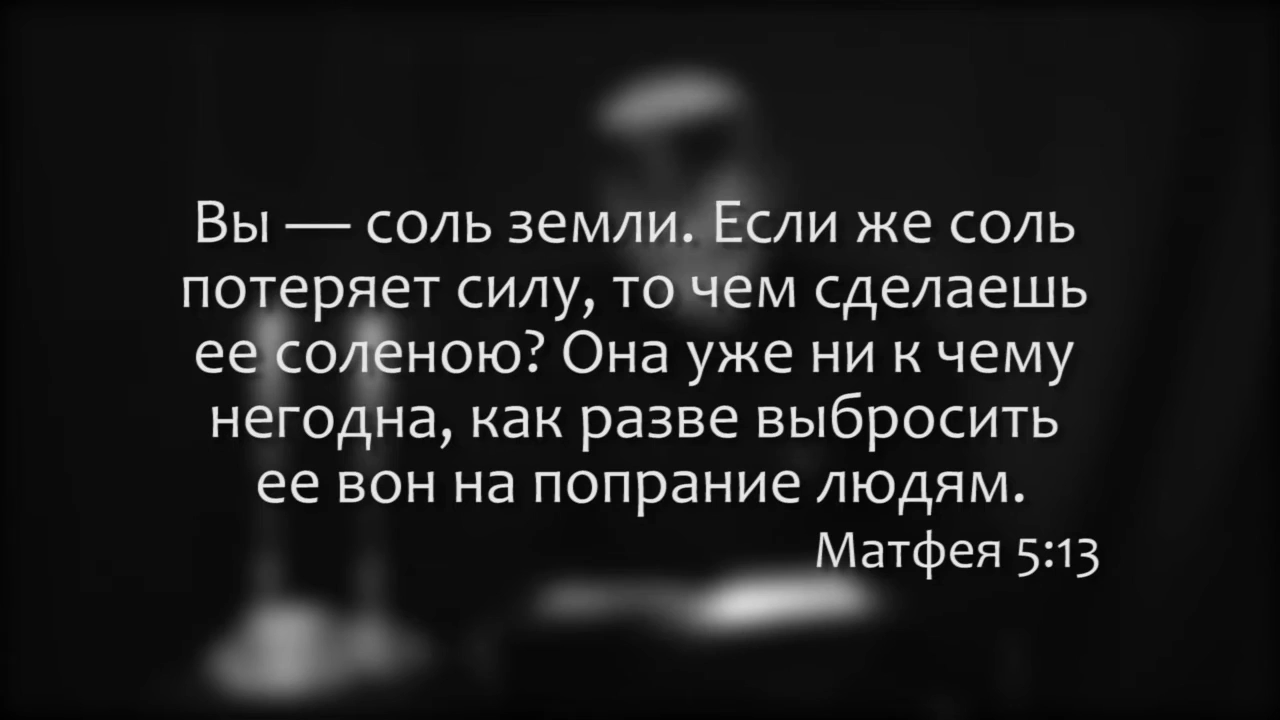 Вы — соль земли. Если же соль
потеряет силу, то чем сделаешь
ее соленою? Она уже ни к чему
негодна, как разве выбросить
ее вон на попрание людям.
Матфея 5:13